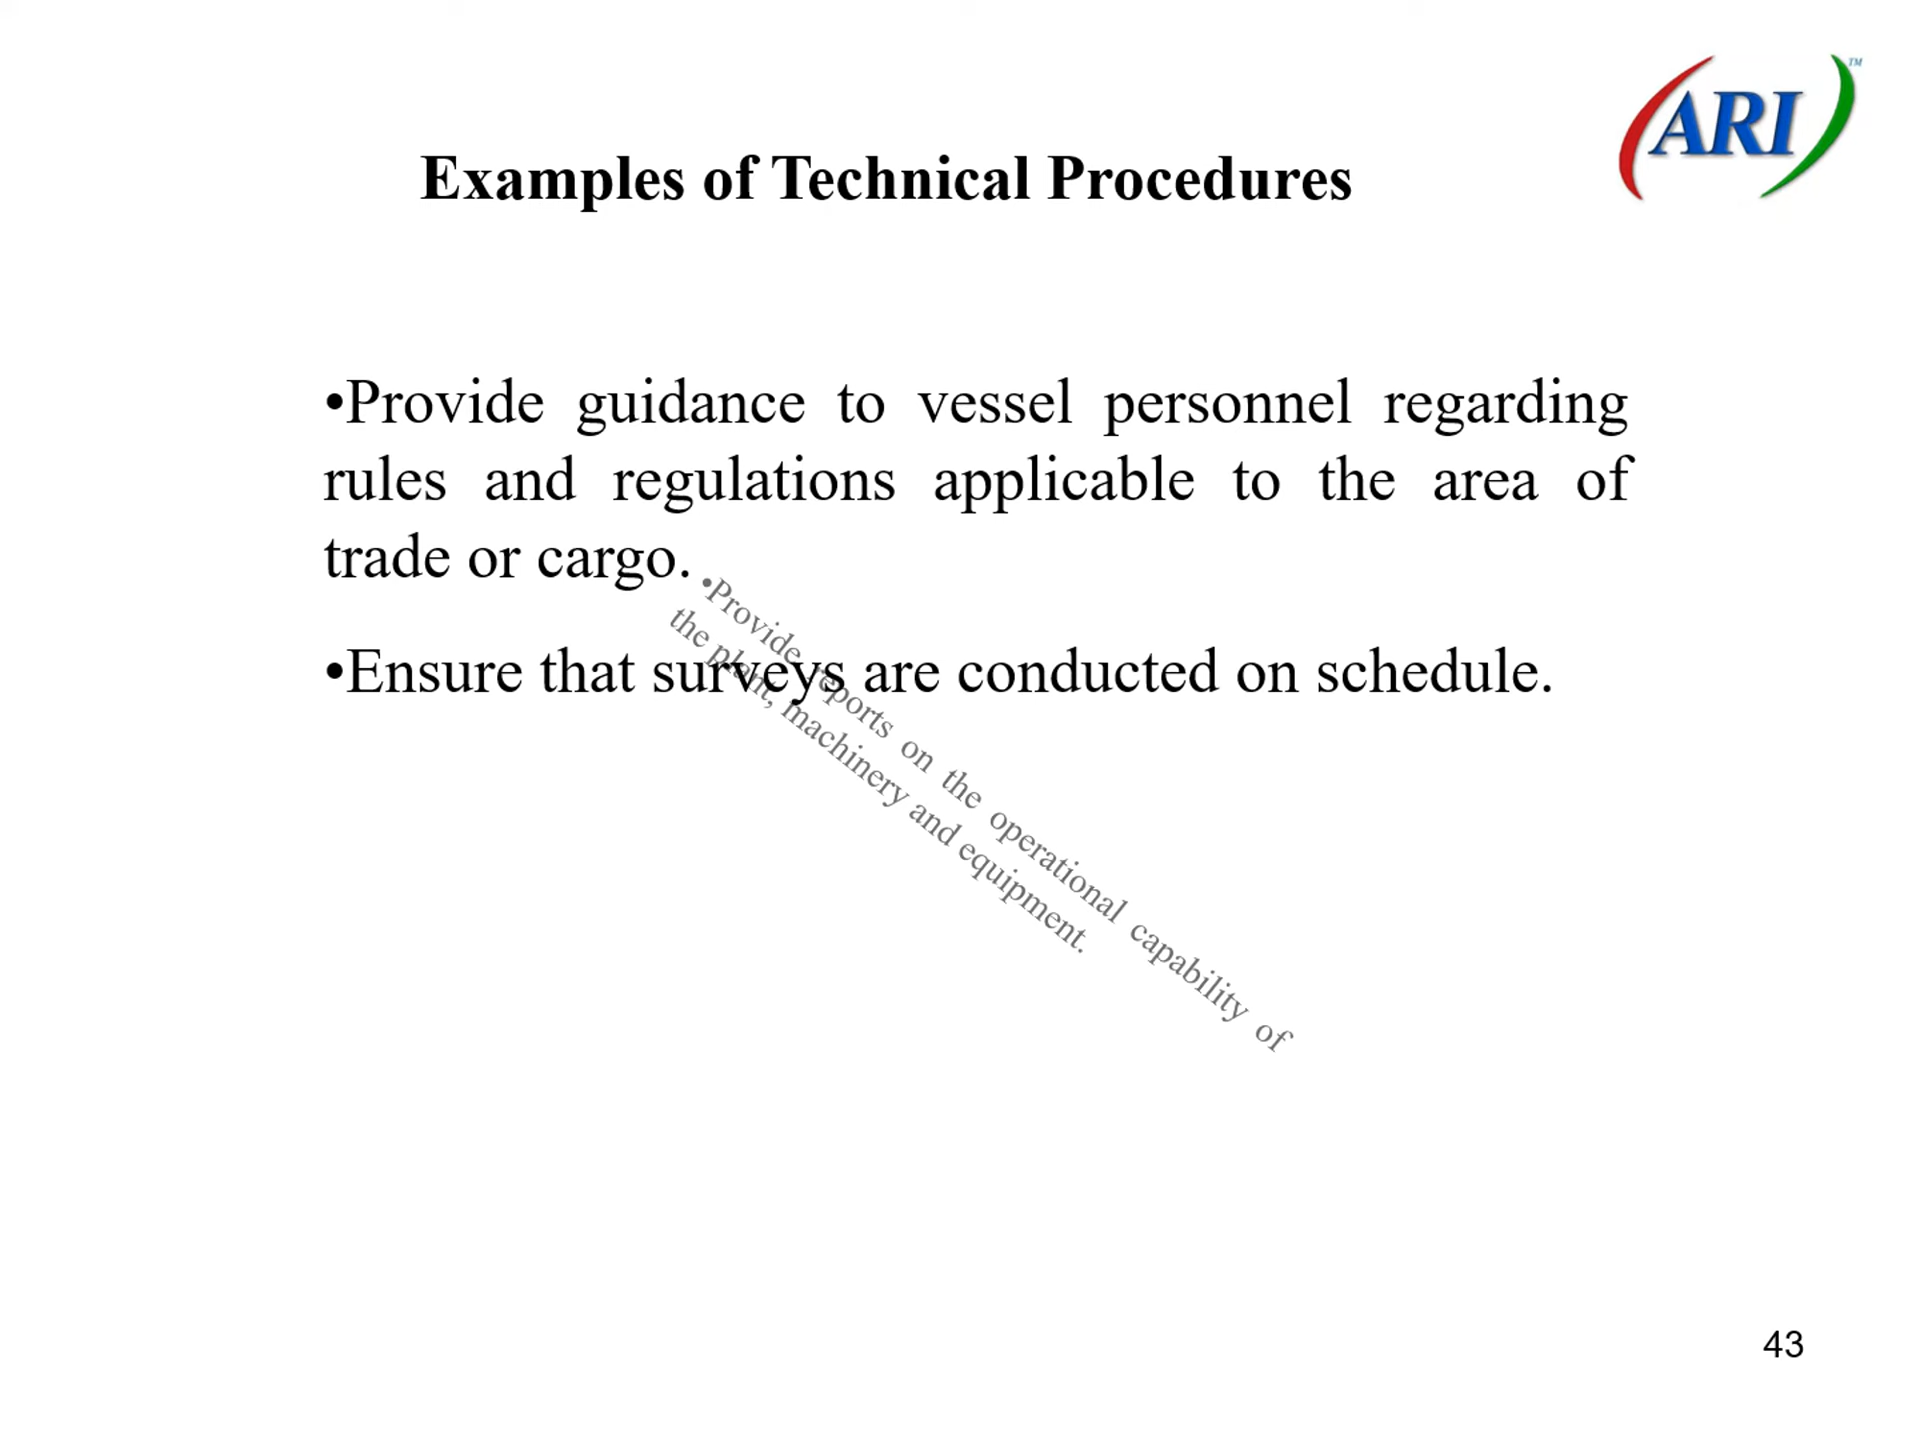 ARI TM
Examples of Technical Procedures
•Provide guidance to vessel personnel regarding
rules and regulations applicable to the area of
trade or cargo.
•Ensure that surveys are conducted on schedule.
•Provide reports on the operational capability of
the plant, machinery and equipment.
43